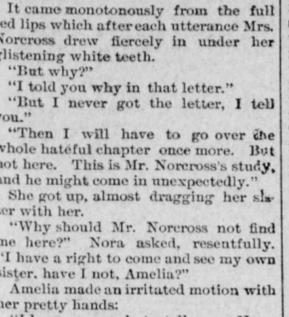 It came monotonously from the full
ed lips which after each utterance Mrs.
Norcross drew fiercely in under her
glistening white teeth.
"But why?"
"I told you why in that letter."
"But I never got the letter, I tell
you."
"Then I will have to go over the
whole hateful chapter once more. But
not here. This is Mr. Norcross's study,
and he might come in unexpectedly."
She got up, almost dragging her sis-
ter with her.
"Why should Mr. Norcross not find
me here?" Nora asked, resentfully.
"I have a right to come and see my own
sister, have I not, Amelia?"
Amelia made an irritated motion with
her pretty hands: